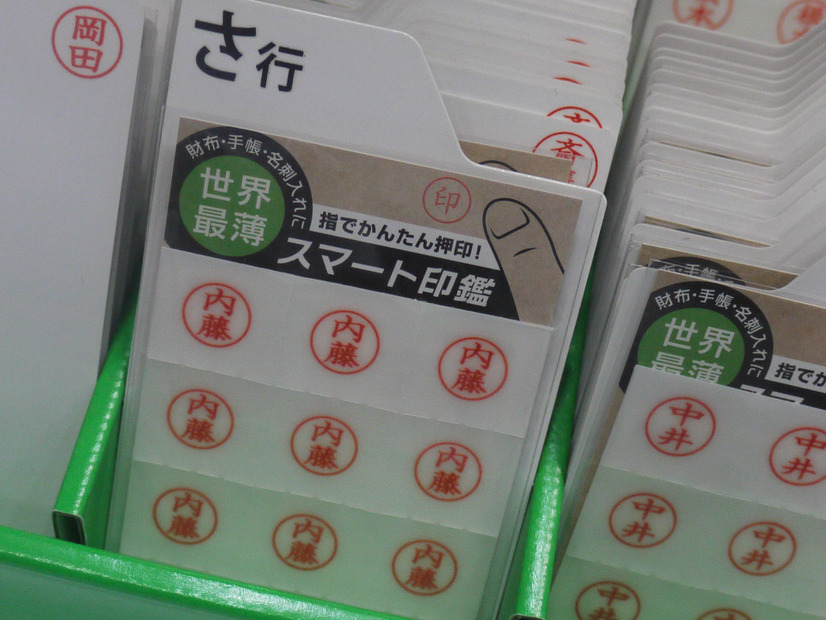 岡田
さ行
斎
財布・手帳・名刺入れに
世界
最薄
印
指でかんたん押印!
スマート印鑑
内藤 内藤 内藤
内藤 内藤 内藤
内藤 内藤 内藤
財布・手帳・名刺入れに
世界
最薄
指でか
中井 中井
中井 中井
中井